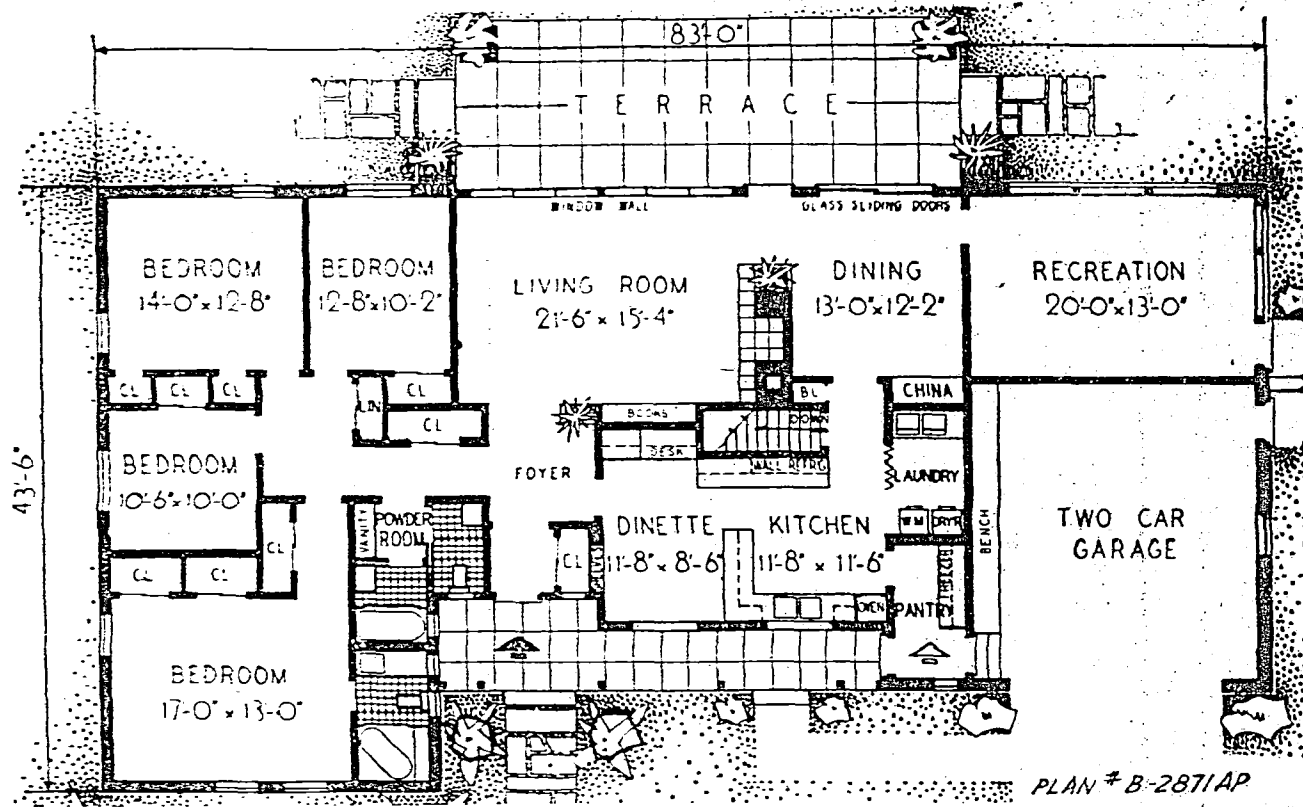 83'-0"
TERRACE
WINDOW WALL
GLASS SLIDING DOORS
BEDROOM
14'-0" x 12'-8"
BEDROOM
12'-8" x 10'-2"
LIVING ROOM
21'-6" x 15'-4"
DINING
13'-0" x 12'-2"
RECREATION
20'-0" x 13'-0"
CL
CL
CL
LIN
CL
CL
BL
CHINA
BOOKS
DOWN
DESK
WALL REFRG
43'-6"
BEDROOM
10'-6" x 10'-0"
FOYER
LAUNDRY
WM
DRYR
BENCH
TWO CAR
GARAGE
VANITY
POWDER
ROOM
DINETTE
11'-8" x 8'-6"
KITCHEN
11'-8" x 11'-6"
CL
CL
CL
CL
SHLVS
OVEN
PANTRY
BEDROOM
17'-0" x 13'-0"
PLAN # B-2871AP